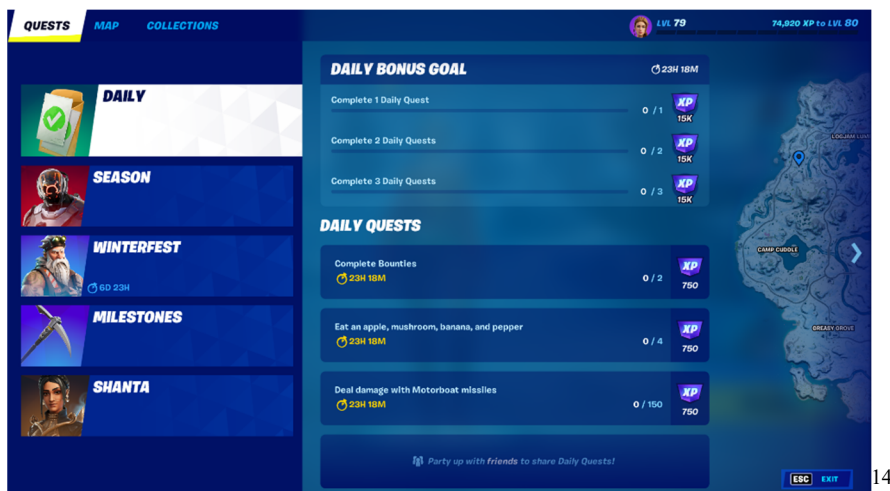 QUESTS MAP COLLECTIONS
LVL 79
74,920 XP to LVL 80
DAILY
SEASON
WINTERFEST
6D 23H
MILESTONES
SHANTA
DAILY BONUS GOAL
23H 18M
Complete 1 Daily Quest
0 / 1
XP
15K
Complete 2 Daily Quests
0 / 2
XP
15K
Complete 3 Daily Quests
0 / 3
XP
15K
DAILY QUESTS
Complete Bounties
23H 18M
0 / 2
XP
750
Eat an apple, mushroom, banana, and pepper
23H 18M
0 / 4
XP
750
Deal damage with Motorboat missiles
23H 18M
0 / 150
XP
750
Party up with friends to share Daily Quests!
LOGJAM
CAMP CUDDLE
GREASY GROVE
ESC EXIT
14